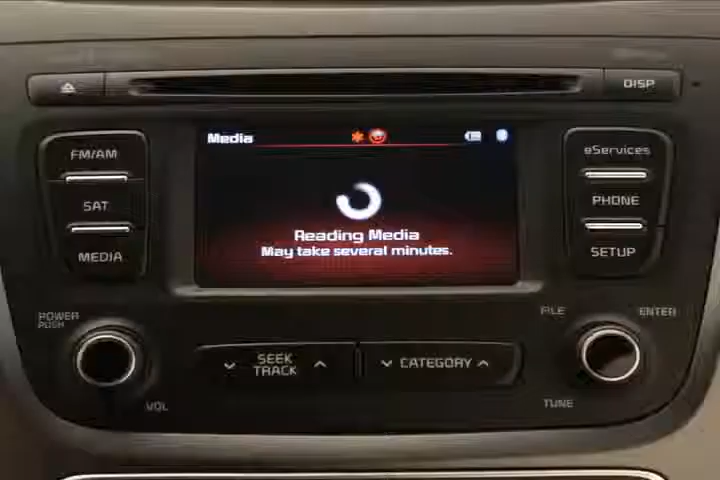 DISP
Media
FM/AM
SAT
MEDIA
Reading Media
May take several minutes.
eServices
PHONE
SETUP
POWER
PUSH
VOL
SEEK
TRACK
CATEGORY
FILE
ENTER
TUNE